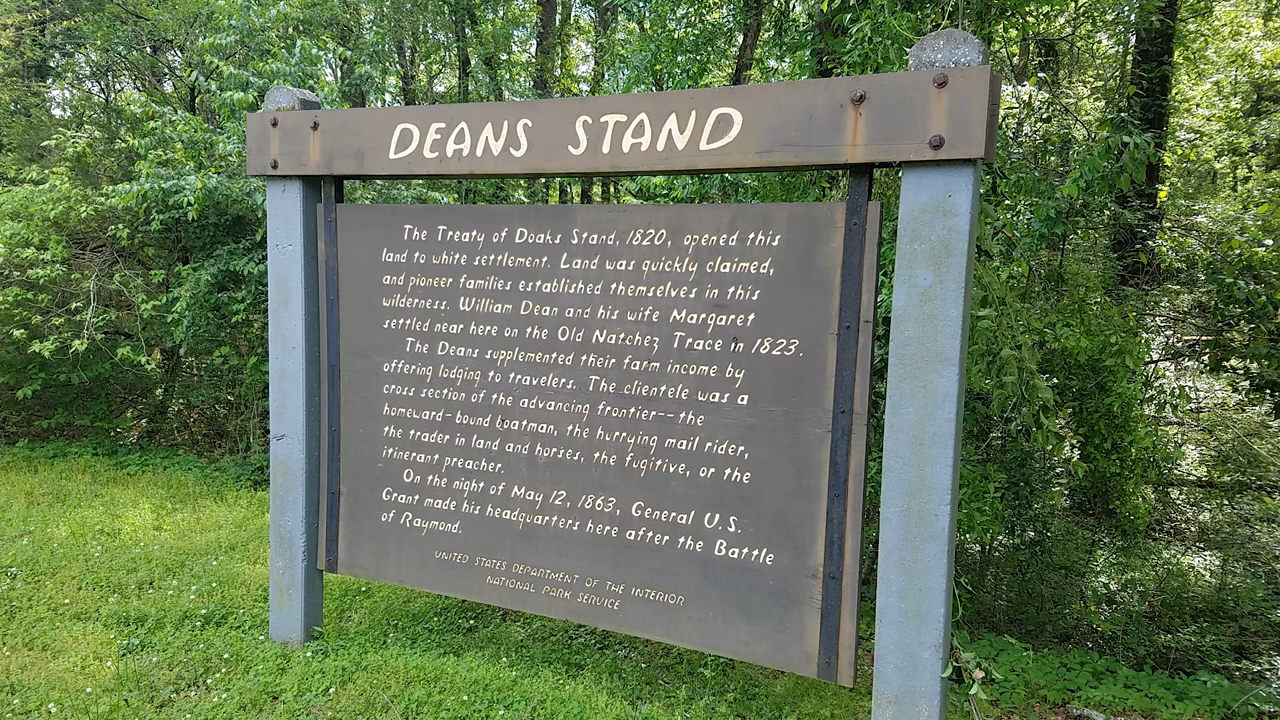 DEANS STAND
The Treaty of Doaks Stand, 1820, opened this
land to white settlement. Land was quickly claimed,
and pioneer families established themselves in this
wilderness. William Dean and his wife Margaret
settled near here on the Old Natchez Trace in 1823.
The Deans supplemented their farm income by
offering lodging to travelers. The clientele was a
cross section of the advancing frontier--the
homeward-bound boatman, the hurrying mail rider,
the trader in land and horses, the fugitive, or the
itinerant preacher.
On the night of May 12, 1863, General U.S.
Grant made his headquarters here after the Battle
of Raymond.
UNITED STATES DEPARTMENT OF THE INTERIOR
NATIONAL PARK SERVICE